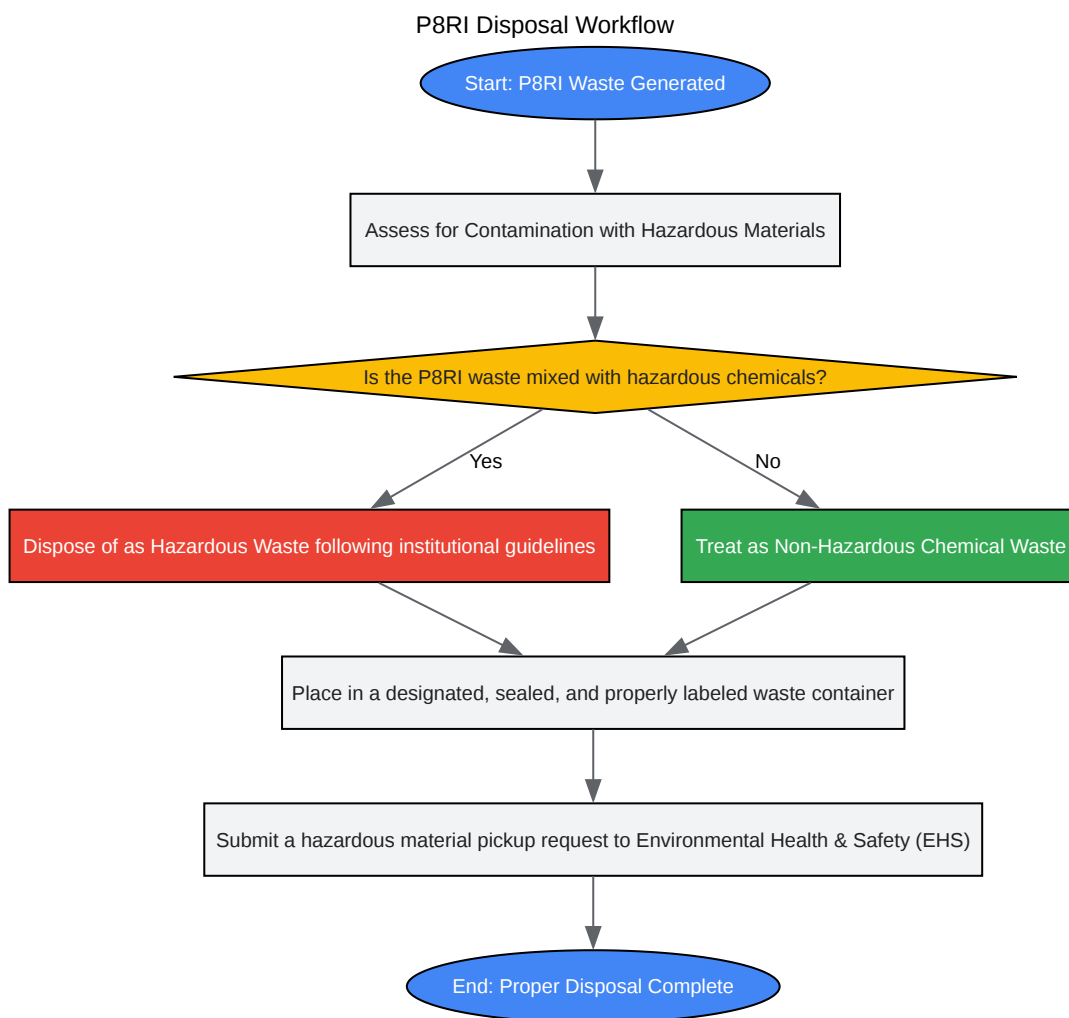 P8RI Disposal Workflow
Start: P8RI Waste Generated
Assess for Contamination with Hazardous Materials
Is the P8RI waste mixed with hazardous chemicals?
Yes
No
Dispose of as Hazardous Waste following institutional guidelines
Treat as Non-Hazardous Chemical Waste
Place in a designated, sealed, and properly labeled waste container
Submit a hazardous material pickup request to Environmental Health & Safety (EHS)
End: Proper Disposal Complete